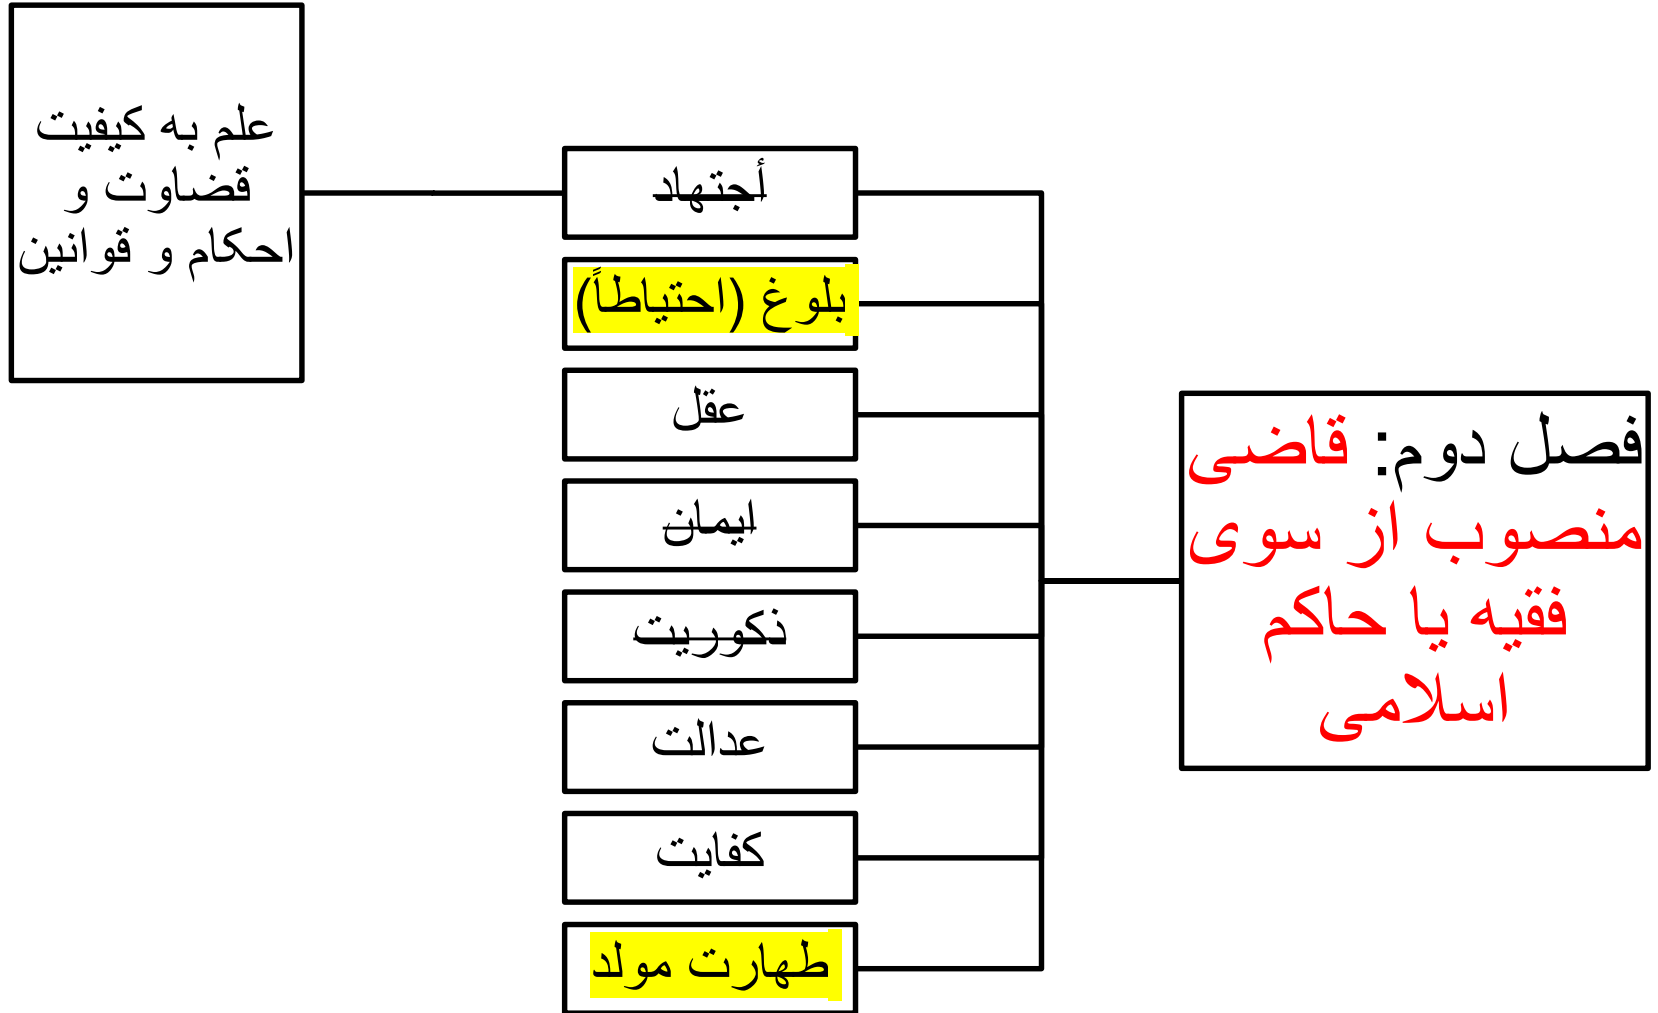 فصل دوم: قاضی
منصوب از سوی
فقیه یا حاکم
اسلامی
أجتهاد
بلوغ (احتیاطاً)
عقل
ایمان
ذکوریت
عدالت
کفایت
طهارت مولد
علم به کیفیت
قضاوت و
احکام و قوانین